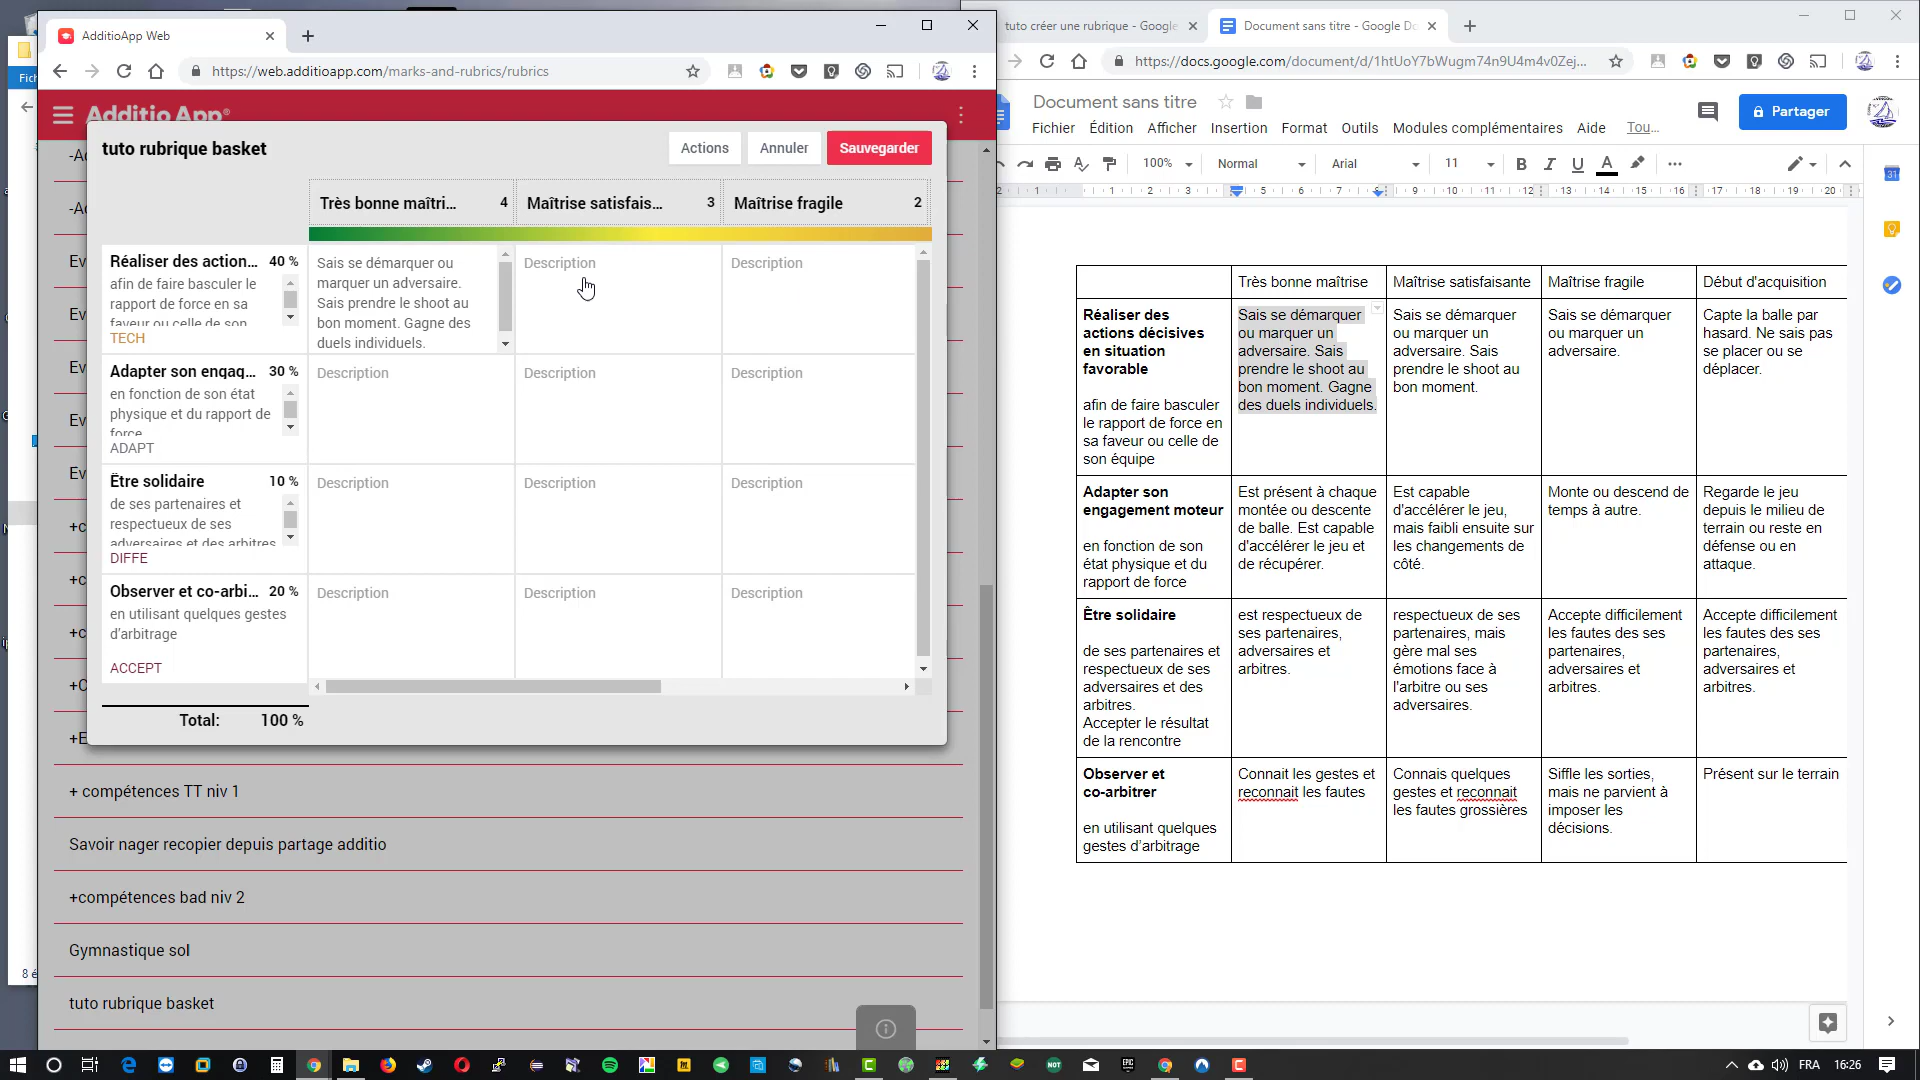 AdditioApp Web
https://web.additioapp.com/marks-and-rubrics/rubrics
Fich
Additio App®
tuto rubrique basket
Actions
Annuler
Sauvegarder
Très bonne maîtri... 4
Maîtrise satisfais... 3
Maîtrise fragile 2
Réaliser des action... 40 %
afin de faire basculer le
rapport de force en sa
faveur ou celle de son
TECH
Sais se démarquer ou
marquer un adversaire.
Sais prendre le shoot au
bon moment. Gagne des
duels individuels.
Description
Description
Adapter son engag... 30 %
en fonction de son état
physique et du rapport de
force
ADAPT
Description
Description
Description
Être solidaire 10 %
de ses partenaires et
respectueux de ses
adversaires et des arbitres
DIFFE
Description
Description
Description
Observer et co-arbi... 20 %
en utilisant quelques gestes
d'arbitrage
ACCEPT
Description
Description
Description
Total: 100 %
+ compétences TT niv 1
Savoir nager recopier depuis partage additio
+compétences bad niv 2
Gymnastique sol
tuto rubrique basket
8 é
tuto créer une rubrique - Google
Document sans titre - Google Do
https://docs.google.com/document/d/1htUoY7bWugm74n9U4m4v0Zej...
Document sans titre
Partager
Fichier Édition Afficher Insertion Format Outils Modules complémentaires Aide Tou...
100% Normal Arial 11 B I U A
Très bonne maîtrise
Maîtrise satisfaisante
Maîtrise fragile
Début d'acquisition
Réaliser des
actions décisives
en situation
favorable
afin de faire basculer
le rapport de force en
sa faveur ou celle de
son équipe
Sais se démarquer
ou marquer un
adversaire. Sais
prendre le shoot au
bon moment. Gagne
des duels individuels.
Sais se démarquer
ou marquer un
adversaire. Sais
prendre le shoot au
bon moment.
Sais se démarquer
ou marquer un
adversaire.
Capte la balle par
hasard. Ne sais pas
se placer ou se
déplacer.
Adapter son
engagement moteur
en fonction de son
état physique et du
rapport de force
Est présent à chaque
montée ou descente
de balle. Est capable
d'accélérer le jeu et
de récupérer.
Est capable
d'accélérer le jeu,
mais faibli ensuite sur
les changements de
côté.
Monte ou descend de
temps à autre.
Regarde le jeu
depuis le milieu de
terrain ou reste en
défense ou en
attaque.
Être solidaire
de ses partenaires et
respectueux de ses
adversaires et des
arbitres.
Accepter le résultat
de la rencontre
est respectueux de
ses partenaires,
adversaires et
arbitres.
respectueux de ses
partenaires, mais
gère mal ses
émotions face à
l'arbitre ou ses
adversaires.
Accepte difficilement
les fautes des ses
partenaires,
adversaires et
arbitres.
Accepte difficilement
les fautes des ses
partenaires,
adversaires et
arbitres.
Observer et
co-arbitrer
en utilisant quelques
gestes d'arbitrage
Connait les gestes et
reconnait les fautes
Connais quelques
gestes et reconnait
les fautes grossières
Siffle les sorties,
mais ne parvient à
imposer les
décisions.
Présent sur le terrain
FRA 16:26